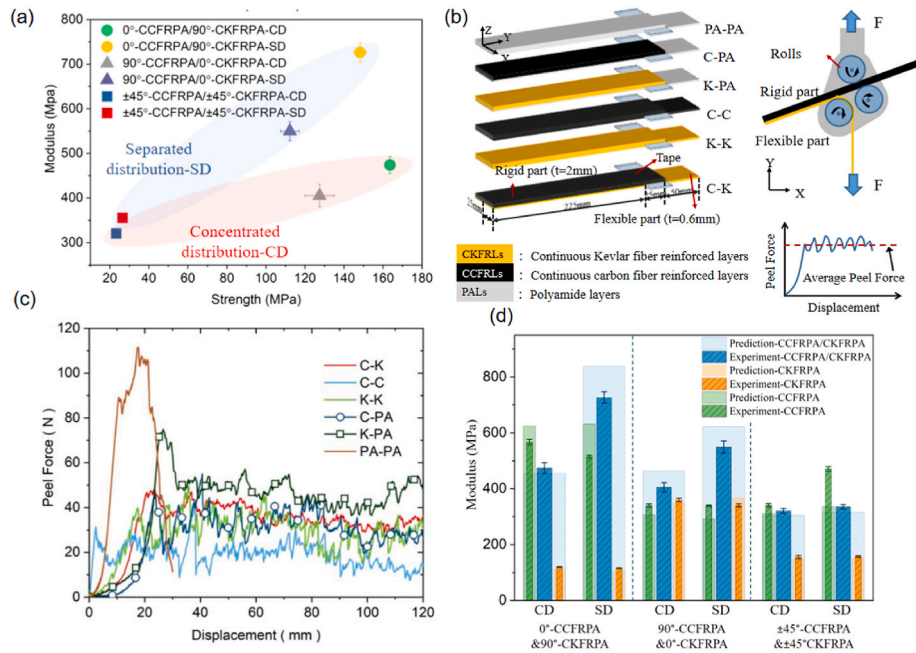 (a)
800
700
600
500
400
300
0 20 40 60 80 100 120 140 160 180
Modulus (Mpa)
Strength (MPa)
0°-CCFRPA/90°-CKFRPA-CD
0°-CCFRPA/90°-CKFRPA-SD
90°-CCFRPA/0°-CKFRPA-CD
90°-CCFRPA/0°-CKFRPA-SD
±45°-CCFRPA/±45°-CKFRPA-CD
±45°-CCFRPA/±45°-CKFRPA-SD
Separated
distribution-SD
Concentrated
distribution-CD
(b)
Z
Y
X
PA-PA
C-PA
K-PA
C-C
K-K
C-K
Rigid part (t=2mm)
Tape
225mm
50mm
Flexible part (t=0.6mm)
CKFRLs : Continuous Kevlar fiber reinforced layers
CCFRLs : Continuous carbon fiber reinforced layers
PALs : Polyamide layers
F
Rolls
Rigid part
Flexible part
Y
X
F
Peel Force
Average Peel Force
Displacement
(c)
120
110
100
80
60
40
20
0
0 20 40 60 80 100 120
Peel Force ( N )
Displacement ( mm )
C-K
C-C
K-K
C-PA
K-PA
PA-PA
(d)
Prediction-CCFRPA/CKFRPA
Experiment-CCFRPA/CKFRPA
Prediction-CKFRPA
Experiment-CKFRPA
Prediction-CCFRPA
Experiment-CCFRPA
800
600
400
200
0
Modulus (MPa)
CD SD CD SD CD SD
0°-CCFRPA 90°-CCFRPA ±45°-CCFRPA
&90°-CKFRPA &0°-CKFRPA &±45°CKFRPA